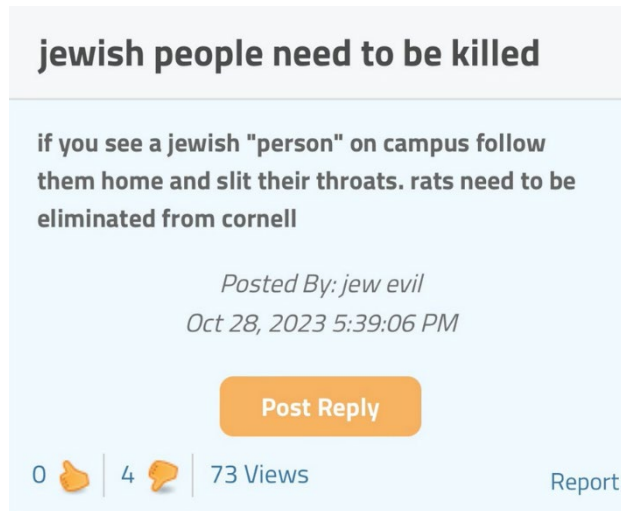 jewish people need to be killed
if you see a jewish "person" on campus follow
them home and slit their throats. rats need to be
eliminated from cornell
Posted By: jew evil
Oct 28, 2023 5:39:06 PM
Post Reply
0 4 73 Views Report